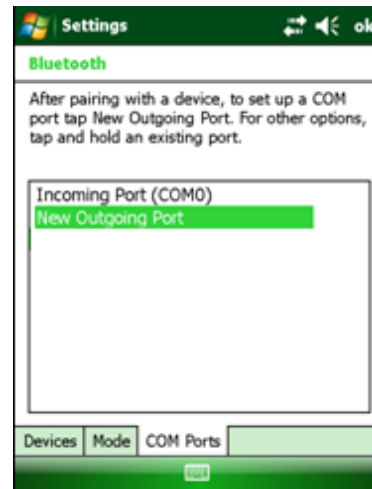 Settings ok
Bluetooth
After pairing with a device, to set up a COM
port tap New Outgoing Port. For other options,
tap and hold an existing port.
Incoming Port (COM0)
New Outgoing Port
Devices Mode COM Ports